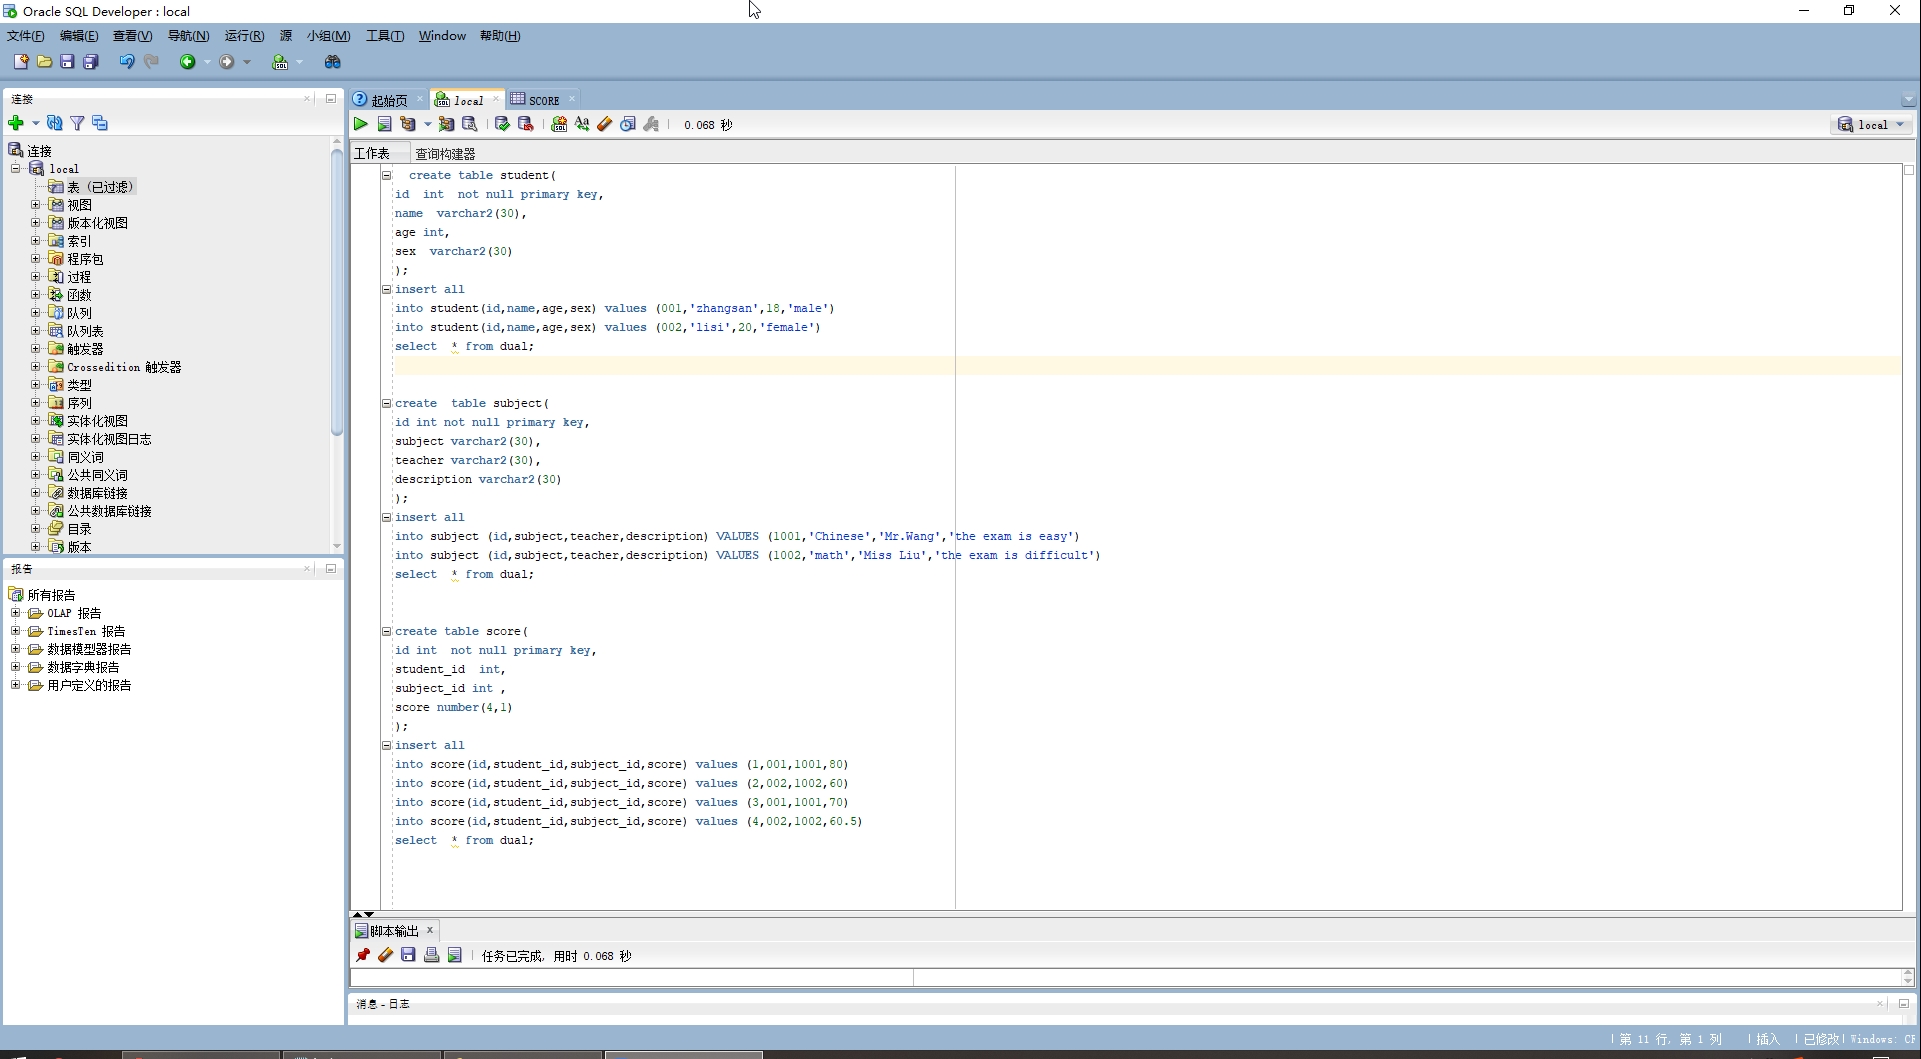 Oracle SQL Developer : local
文件(F) 编辑(E) 查看(V) 导航(N) 运行(R) 源 小组(M) 工具(T) Window 帮助(H)
连接
连接
local
表 (已过滤)
视图
版本化视图
索引
程序包
过程
函数
队列
队列表
触发器
Crossedition 触发器
类型
序列
实体化视图
实体化视图日志
同义词
公共同义词
数据库链接
公共数据库链接
目录
版本
报告
所有报告
OLAP 报告
TimesTen 报告
数据模型器报告
数据字典报告
用户定义的报告
起始页 local SCORE
0.068 秒 local
工作表 查询构建器
create table student(
id  int  not null primary key,
name  varchar2(30),
age int,
sex  varchar2(30)
);
insert all
into student(id,name,age,sex) values (001,'zhangsan',18,'male')
into student(id,name,age,sex) values (002,'lisi',20,'female')
select  * from dual;
create  table subject(
id int not null primary key,
subject varchar2(30),
teacher varchar2(30),
description varchar2(30)
);
insert all
into subject (id,subject,teacher,description) VALUES (1001,'Chinese','Mr.Wang','the exam is easy')
into subject (id,subject,teacher,description) VALUES (1002,'math','Miss Liu','the exam is difficult')
select  * from dual;
create table score(
id int  not null primary key,
student_id  int,
subject_id int ,
score number(4,1)
);
insert all
into score(id,student_id,subject_id,score) values (1,001,1001,80)
into score(id,student_id,subject_id,score) values (2,002,1002,60)
into score(id,student_id,subject_id,score) values (3,001,1001,70)
into score(id,student_id,subject_id,score) values (4,002,1002,60.5)
select  * from dual;
脚本输出
任务已完成, 用时 0.068 秒
消息 - 日志
第 11 行, 第 1 列 插入 已修改 Windows: CF